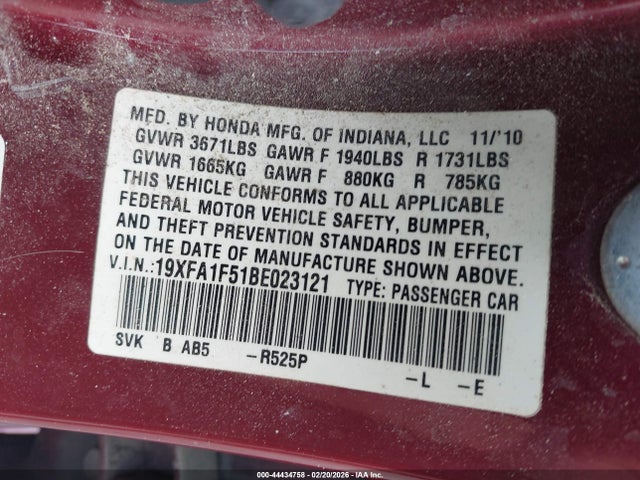 MFD. BY HONDA MFG. OF INDIANA, LLC 11/'10
GVWR 3671LBS GAWR F 1940LBS R 1731LBS
GVWR 1665KG GAWR F 880KG R 785KG
THIS VEHICLE CONFORMS TO ALL APPLICABLE
FEDERAL MOTOR VEHICLE SAFETY, BUMPER,
AND THEFT PREVENTION STANDARDS IN EFFECT
ON THE DATE OF MANUFACTURE SHOWN ABOVE.
V.I.N.:19XFA1F51BE023121 TYPE: PASSENGER CAR
SVK B AB5 -R525P -L -E
000-44434758 - 02/20/2026 - IAA Inc.